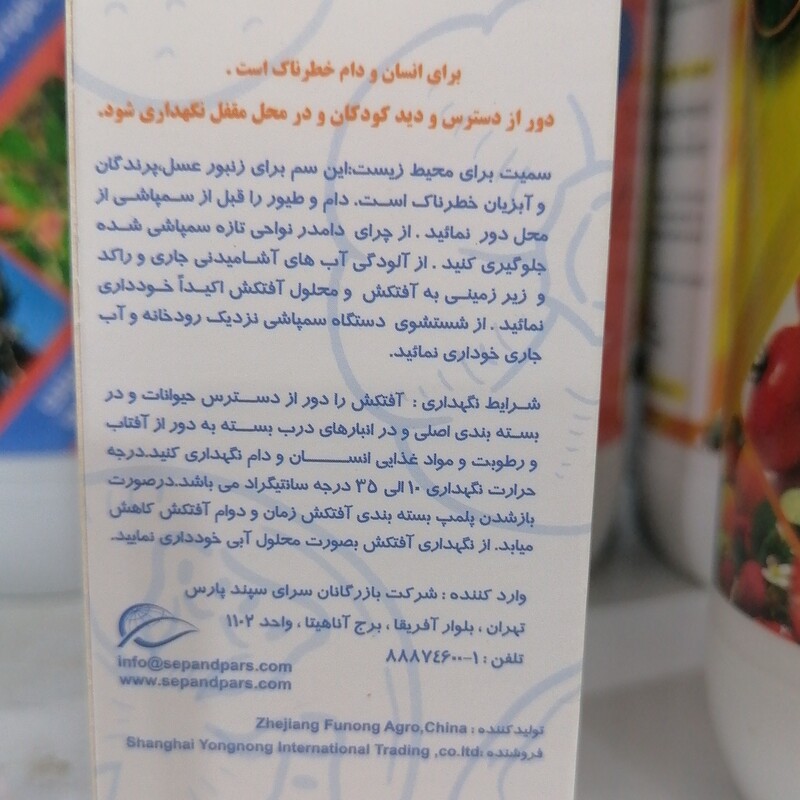 برای انسان و دام خطرناک است .
دور از دسترس و دید کودکان و در محل مقفل نگهداری شود.
سمیت برای محیط زیست:این سم برای زنبور عسل،پرندگان
و آبزیان خطرناک است. دام و طیور را قبل از سمپاشی از
محل دور نمائید . از چرای دامدر نواحی تازه سمپاشی شده
جلوگیری کنید . از آلودگی آب های آشامیدنی جاری و راکد
و زیر زمینی به آفتکش و محلول آفتکش اکیداً خودداری
نمائید . از شستشوی دستگاه سمپاشی نزدیک رودخانه و آب
جاری خوداری نمائید.
شرایط نگهداری : آفتکش را دور از دسترس حیوانات و در
بسته بندی اصلی و در انبارهای درب بسته به دور از آفتاب
و رطوبت و مواد غذایی انسان و دام نگهداری کنید.درجه
حرارت نگهداری ۱۰ الی ۳۵ درجه سانتیگراد می باشد.درصورت
بازشدن پلمپ بسته بندی آفتکش زمان و دوام آفتکش کاهش
میابد. از نگهداری آفتکش بصورت محلول آبی خودداری نمایید.
وارد کننده : شرکت بازرگانان سرای سپند پارس
تهران ، بلوار آفریقا ، برج آناهیتا ، واحد ۱۱۰۲
تلفن : ۱-۸۸۸۷٤۶۰۰
info@sepandpars.com
www.sepandpars.com
تولیدکننده : Zhejiang Funong Agro,China
فروشنده :Shanghai Yongnong International Trading ,co.ltd